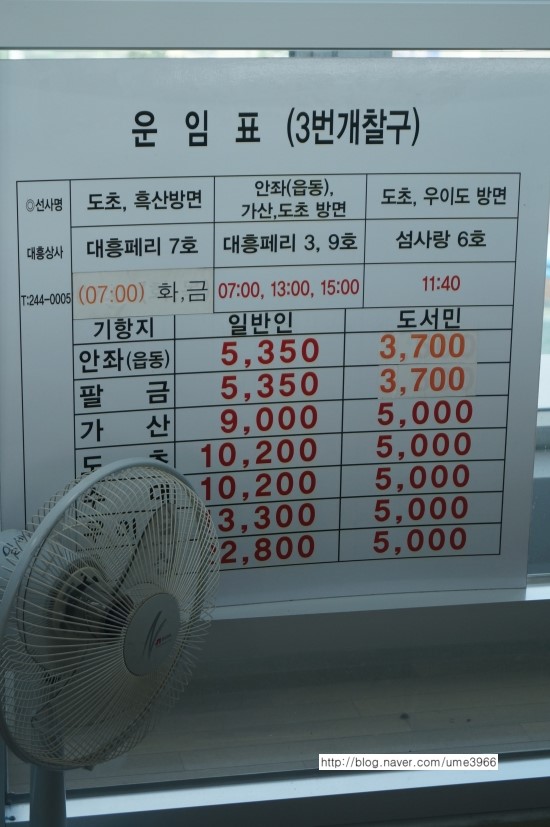 운 임 표 (3번개찰구)
◎선사명 도초, 흑산방면 안좌(읍동), 가산,도초 방면 도초, 우이도 방면
대흥상사 대흥페리 7호 대흥페리 3, 9호 섬사랑 6호
T:244-0005 (07:00) 화,금 07:00, 13:00, 15:00 11:40
기항지 일반인 도서민
안좌(읍동) 5,350 3,700
팔 금 5,350 3,700
가 산 9,000 5,000
도 초 10,200 5,000
10,200 5,000
3,300 5,000
2,800 5,000
http://blog.naver.com/ume3966